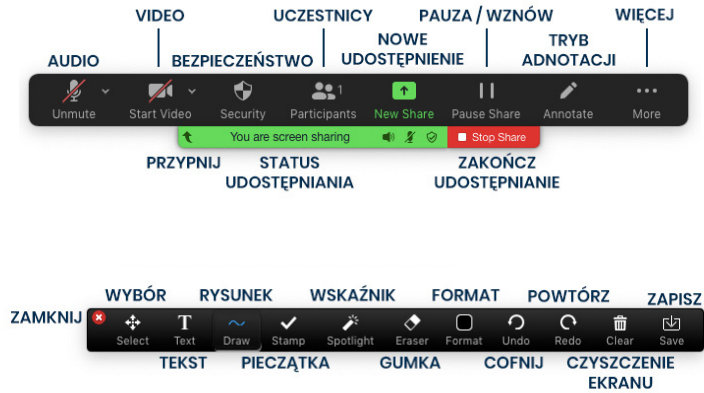 VIDEO
UCZESTNICY
PAUZA / WZNÓW
WIĘCEJ
AUDIO
BEZPIECZEŃSTWO
NOWE
UDOSTĘPNIENIE
TRYB
ADNOTACJI
1
Unmute
Start Video
Security
Participants
New Share
Pause Share
Annotate
More
You are screen sharing
Stop Share
PRZYPNIJ
STATUS
UDOSTĘPNIANIA
ZAKOŃCZ
UDOSTĘPNIANIE
WYBÓR
RYSUNEK
WSKAŹNIK
FORMAT
POWTÓRZ
ZAPISZ
ZAMKNIJ
T
Select
Text
Draw
Stamp
Spotlight
Eraser
Format
Undo
Redo
Clear
Save
TEKST
PIECZĄTKA
GUMKA
COFNIJ
CZYSZCZENIE
EKRANU